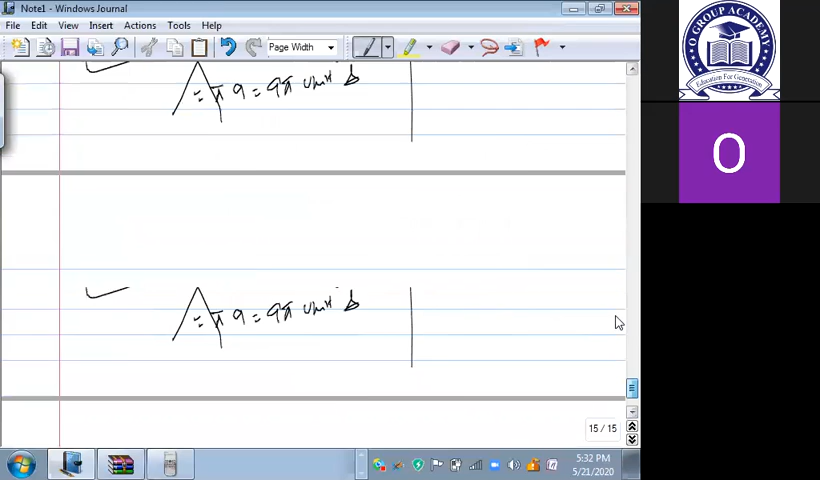 Note1 - Windows Journal
File Edit View Insert Actions Tools Help
Page Width
= π 9 = 9π unit
= π 9 = 9π unit
15 / 15
5:32 PM
5/21/2020
O GROUP ACADEMY
Education For Generation
O